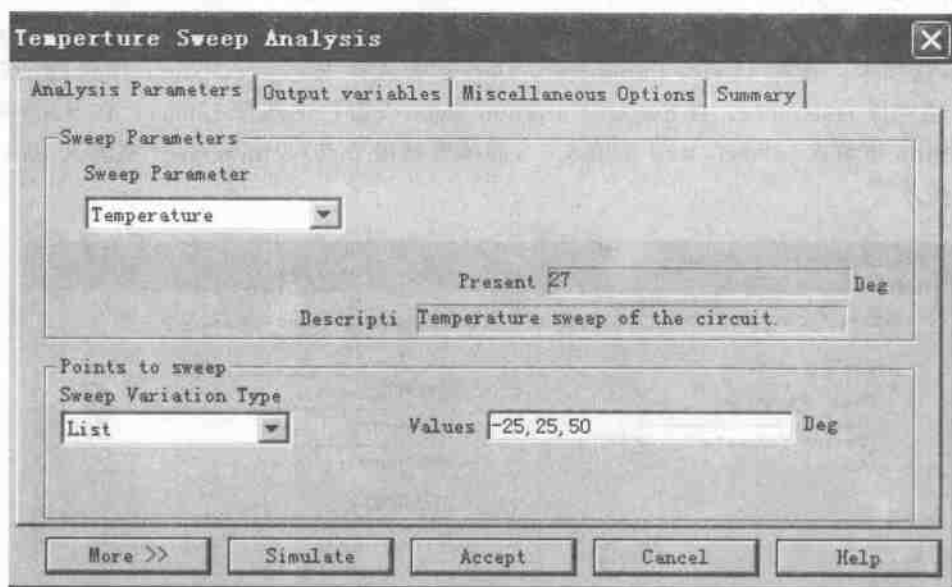 Temperture Sweep Analysis
Analysis Parameters Output variables Miscellaneous Options Summary
Sweep Parameters
Sweep Parameter
Temperature
Present 27 Deg
Descripti Temperature sweep of the circuit.
Points to sweep
Sweep Variation Type
List Values -25,25,50 Deg
More >> Simulate Accept Cancel Help